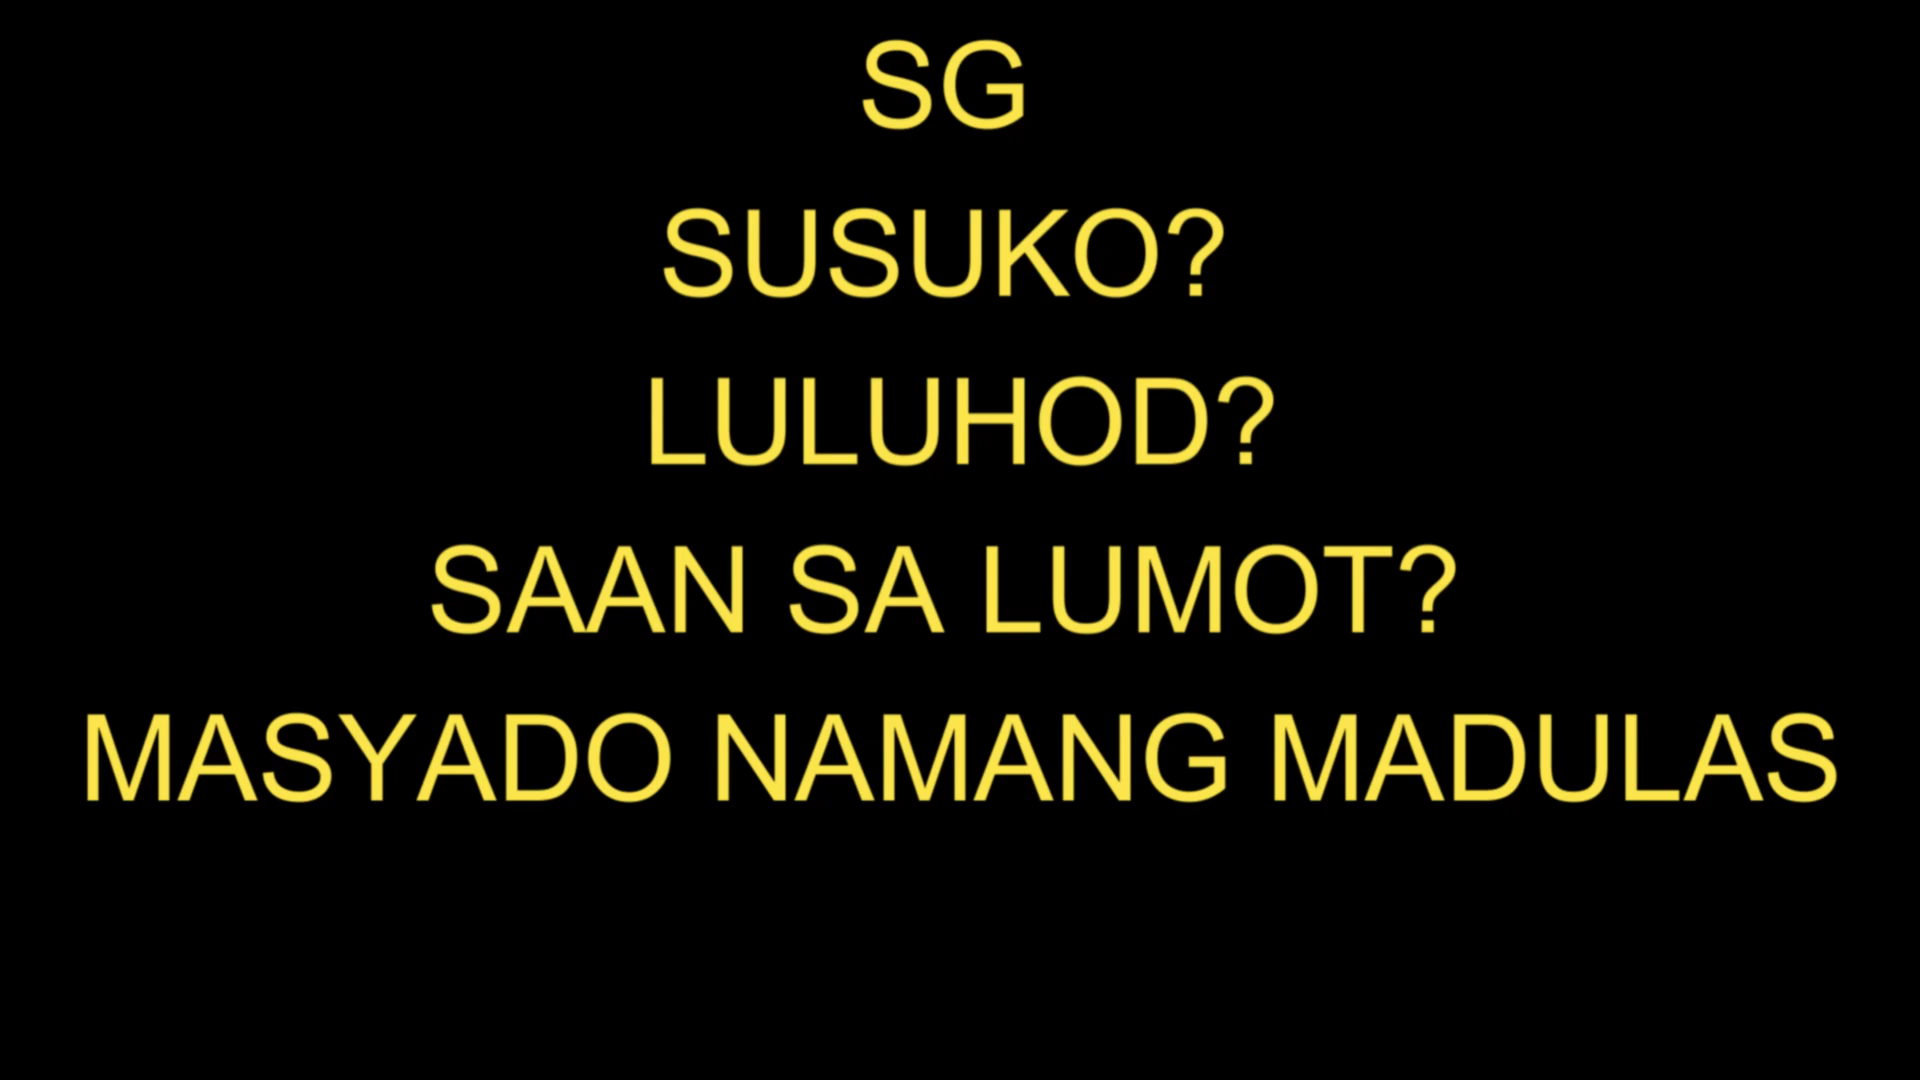 SG
SUSUKO?
LULUHOD?
SAAN SA LUMOT?
MASYADO NAMANG MADULAS